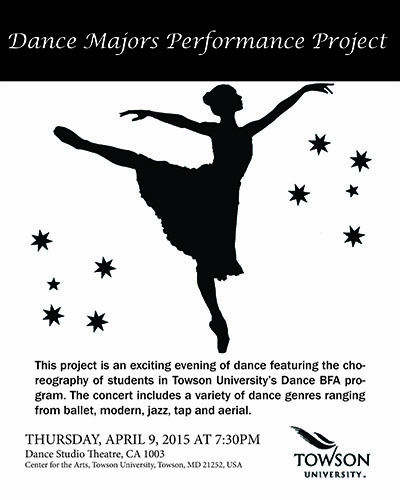 Dance Majors Performance Project
This project is an exciting evening of dance featuring the cho-
reography of students in Towson University's Dance BFA pro-
gram. The concert includes a variety of dance genres ranging
from ballet, modern, jazz, tap and aerial.
THURSDAY, APRIL 9, 2015 AT 7:30PM
Dance Studio Theatre, CA 1003
Center for the Arts, Towson University, Towson, MD 21252, USA
TOWSON
UNIVERSITY.